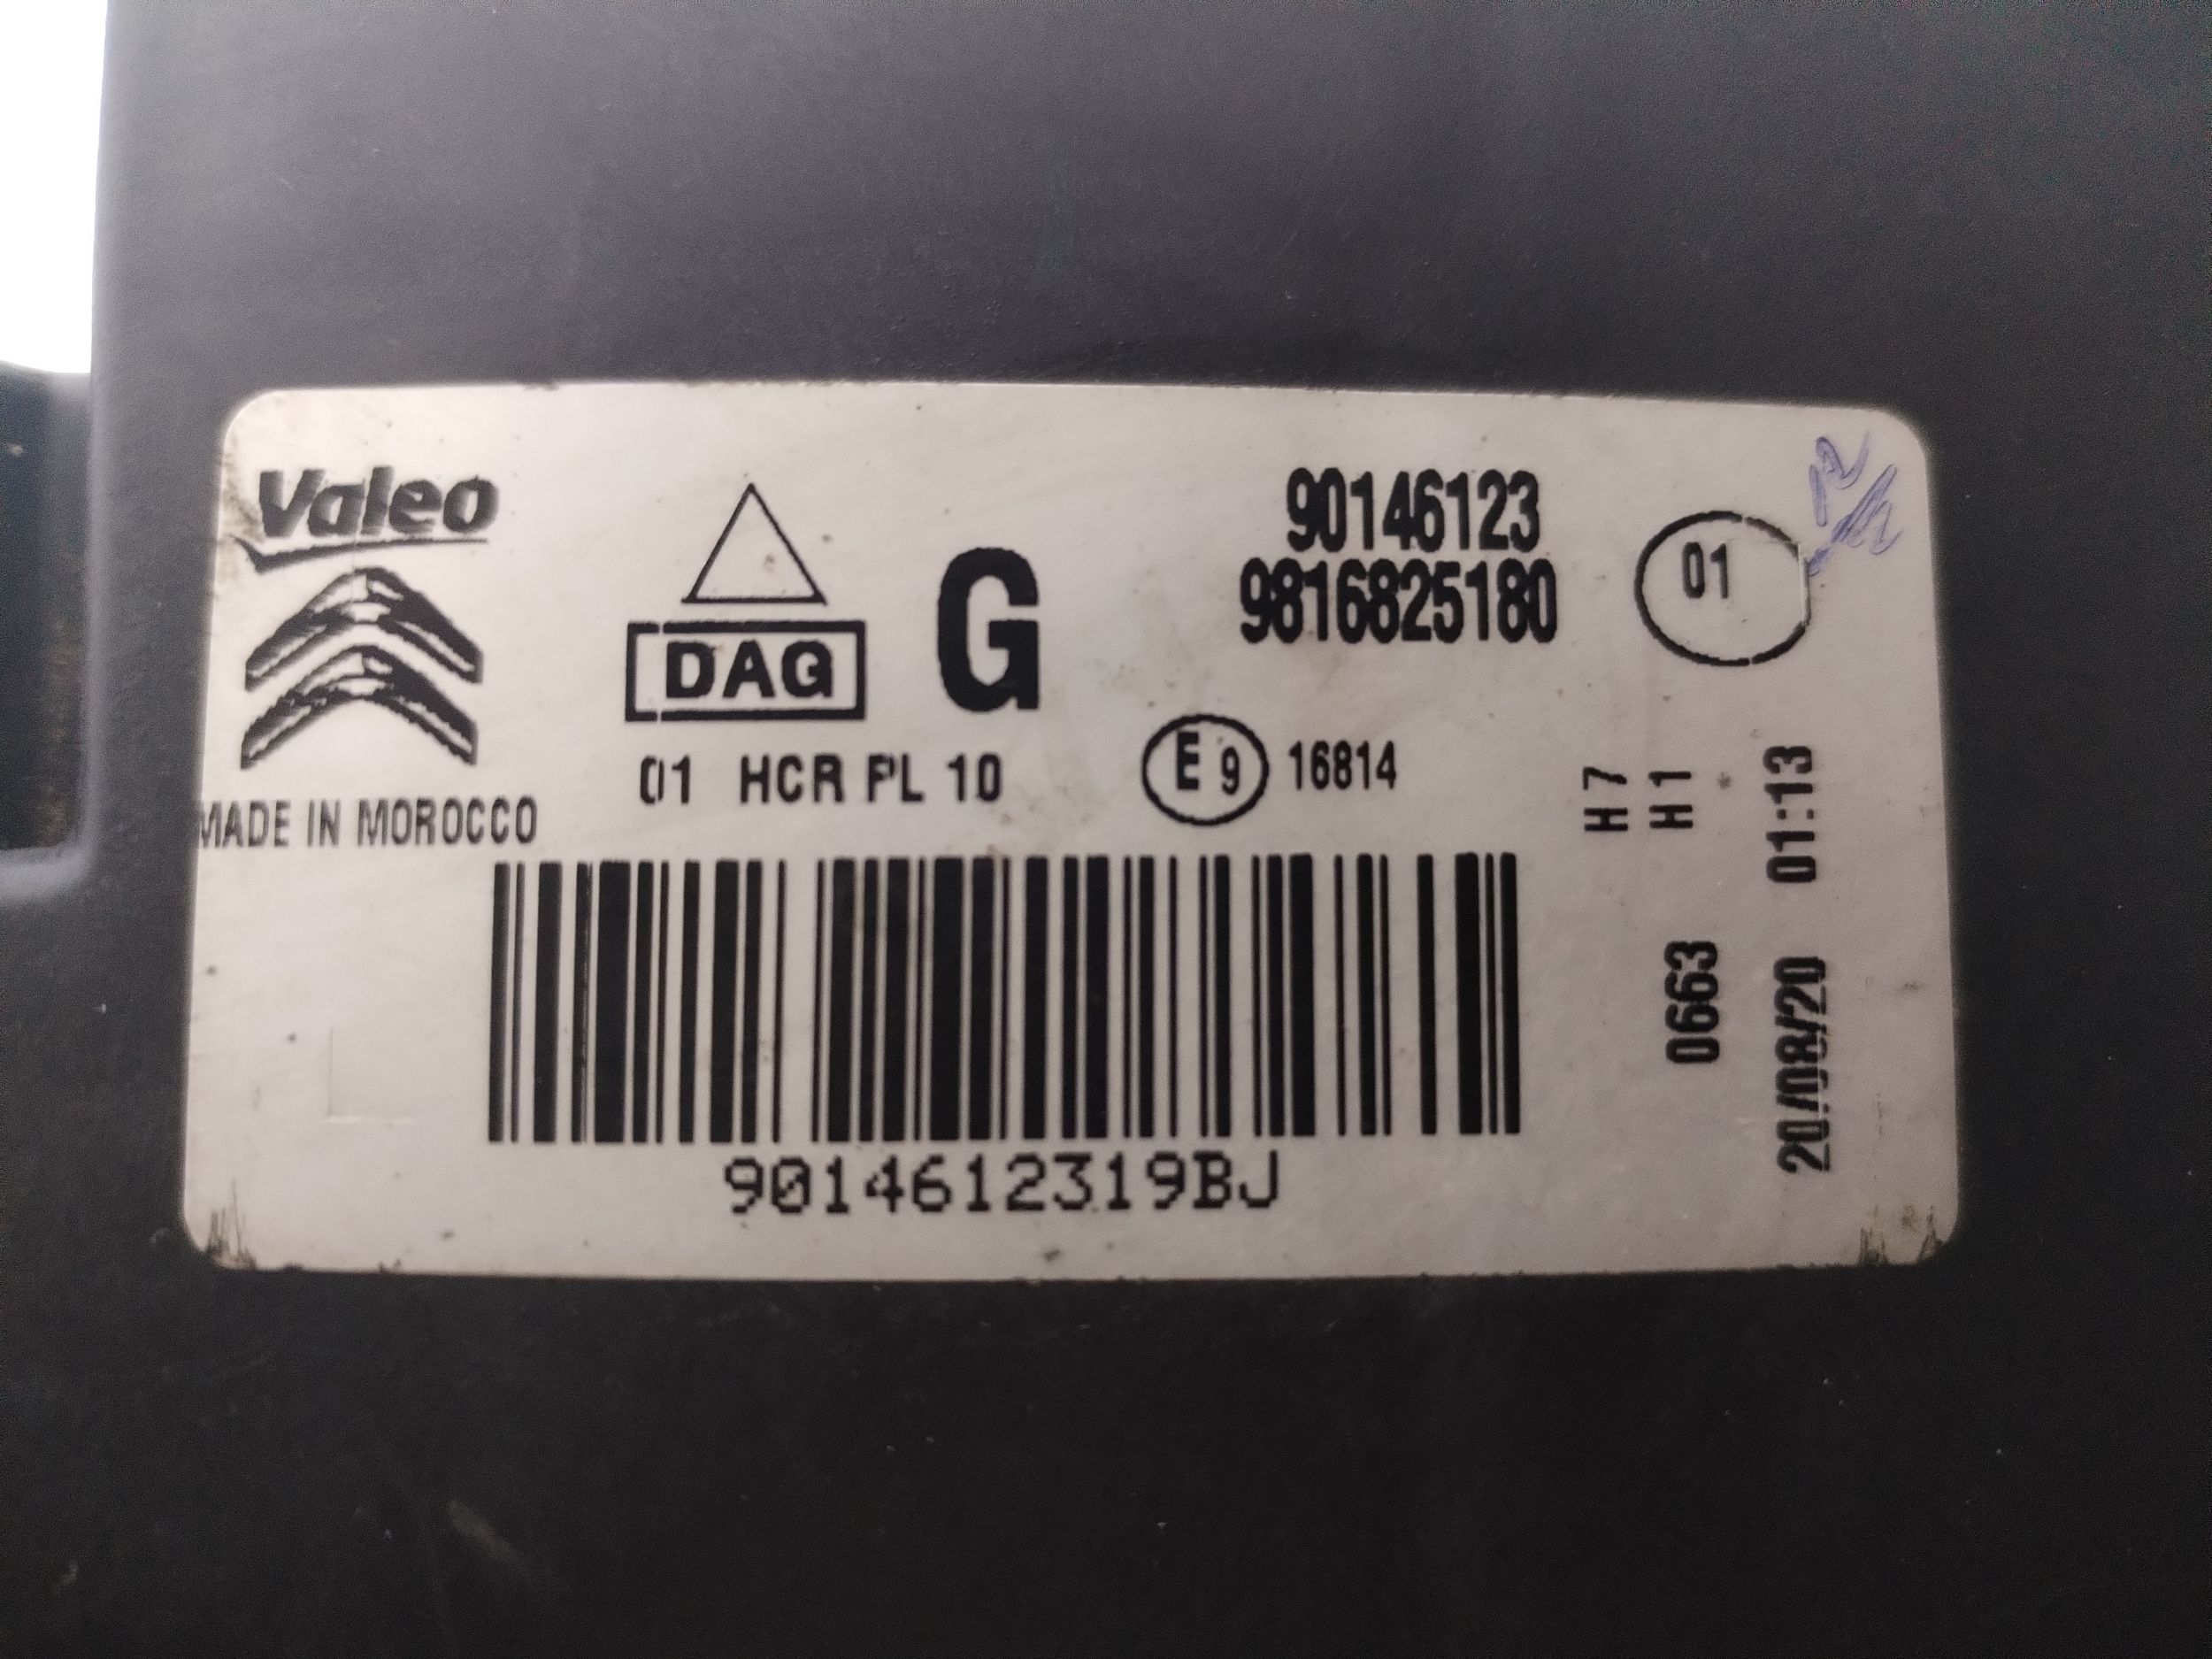 Valeo
MADE IN MOROCCO
DAG
G
01 HCR PL 10
90146123
9816825180
01
E 9 16814
H7
H1
0663
20/08/20 01:13
9014612319BJ